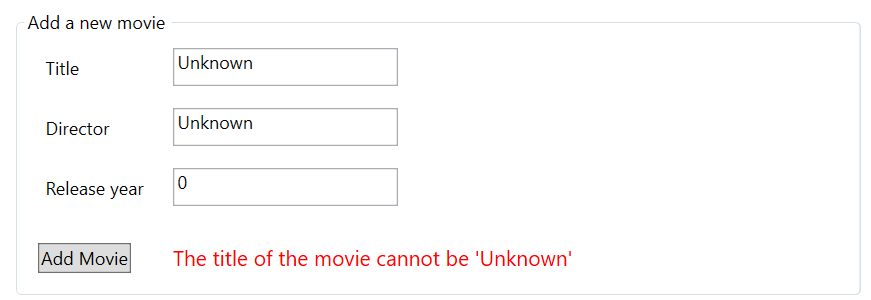 Add a new movie
Title Unknown
Director Unknown
Release year 0
Add Movie The title of the movie cannot be 'Unknown'